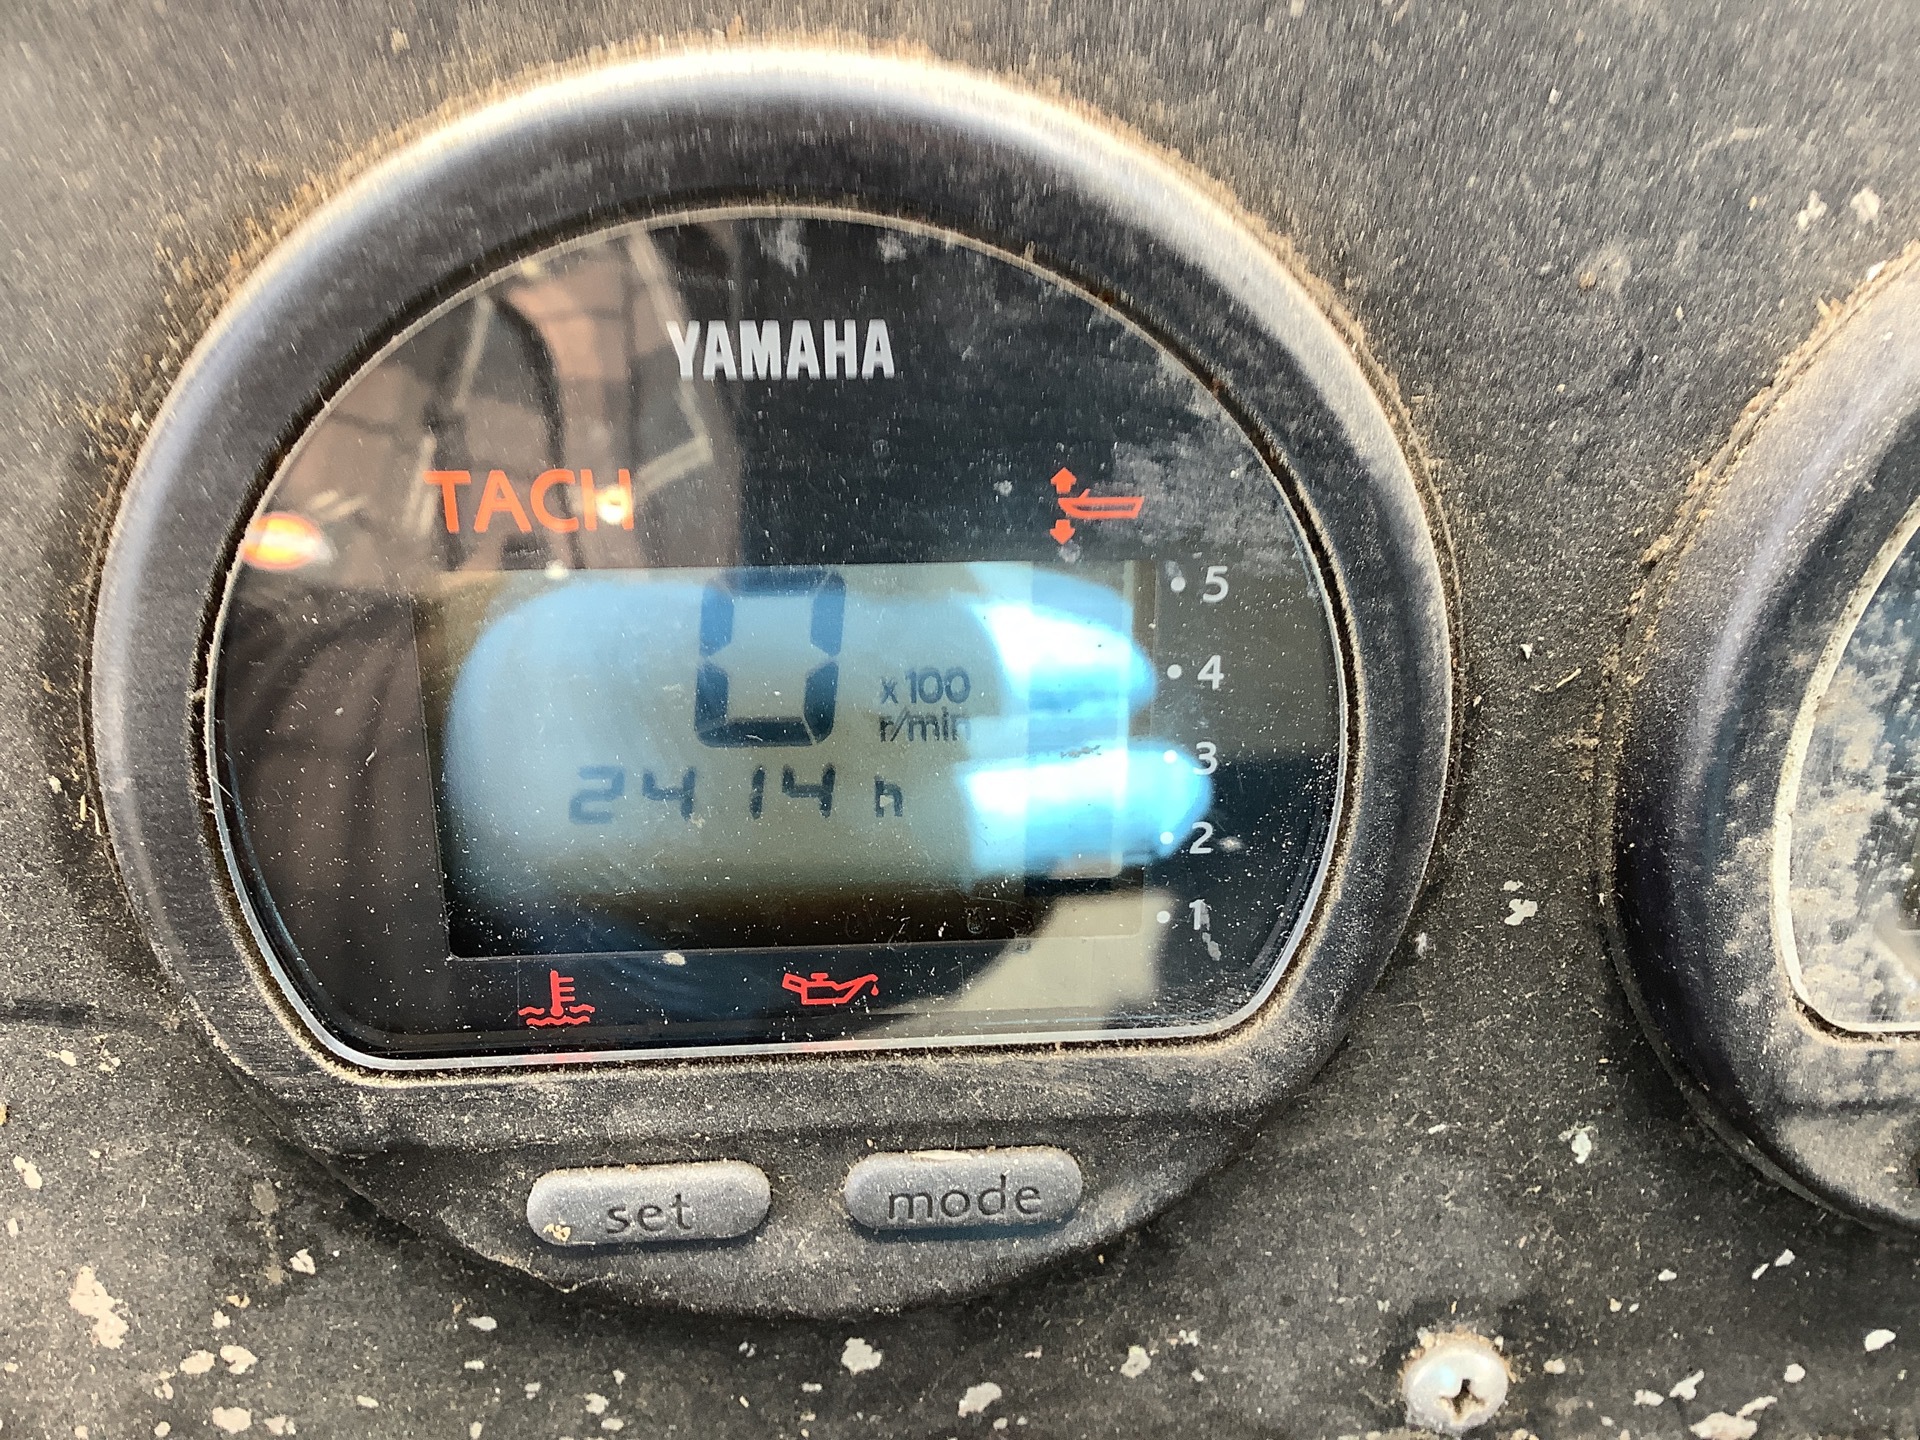 YAMAHA
TACH
5
0 x100
r/min
4
3
2414 h
2
1
set
mode